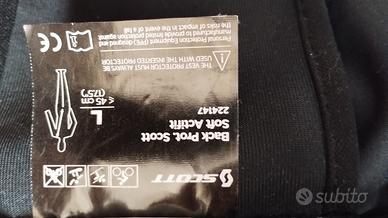 SCOTT
Back Prot. Scott
Soft Actifit
224147
L
≤ 45 cm
(17.5")
THE VEST PROTECTOR MUST ALWAYS BE
USED WITH THE INSERTED PROTECTOR
CE
Personal Protection Equipment (PPE) designed and
manufactured to provide limited protection against
the risks of impact in the event of a fall
subito